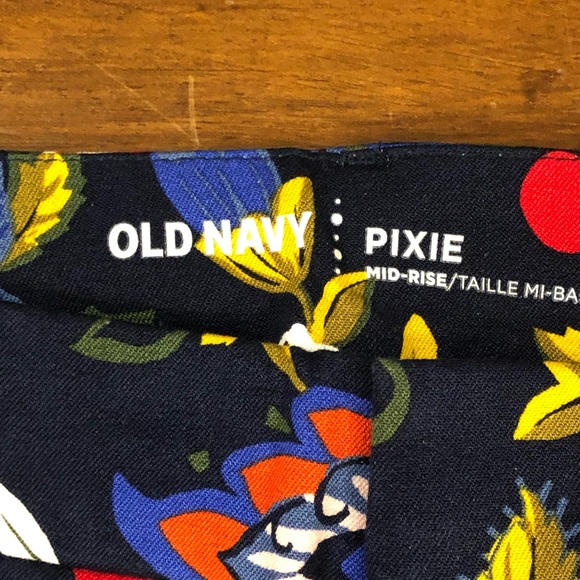 OLD NAVY
PIXIE
MID-RISE/TAILLE MI-BA